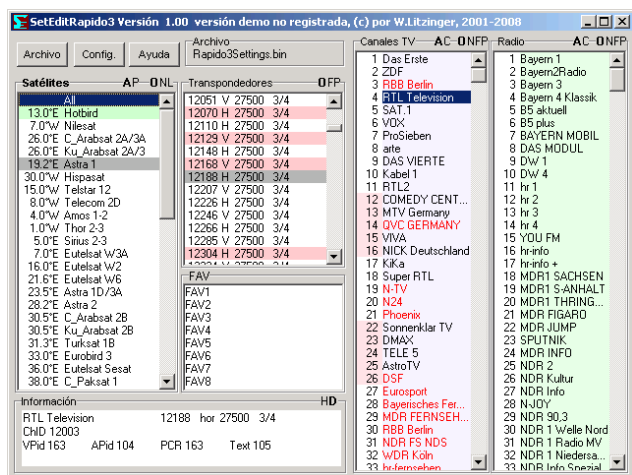 SetEditRapido3 Versión 1.00 versión demo no registrada, (c) por W.Litzinger, 2001-2008
Archivo
Config.
Ayuda
Archivo
Rapido3Settings.bin
Satélites AP ONL
All
13.0°E Hotbird
7.0°W Nilesat
26.0°E C_Arabsat 2A/3A
26.0°E Ku_Arabsat 2A/3
19.2°E Astra 1
30.0°W Hispasat
15.0°W Telstar 12
8.0°W Telecom 2D
4.0°W Amos 1-2
1.0°W Thor 2-3
5.0°E Sirius 2-3
7.0°E Eutelsat W3A
16.0°E Eutelsat W2
21.6°E Eutelsat W6
23.5°E Astra 1D/3A
28.2°E Astra 2
30.5°E C_Arabsat 2B
30.5°E Ku_Arabsat 2B
31.3°E Turksat 1B
33.0°E Eurobird 3
36.0°E Eutelsat Sesat
38.0°E C_Paksat 1
Transpondedores OFP
12051 V 27500 3/4
12070 H 27500 3/4
12110 H 27500 3/4
12129 V 27500 3/4
12148 H 27500 3/4
12168 V 27500 3/4
12188 H 27500 3/4
12207 V 27500 3/4
12226 H 27500 3/4
12246 V 27500 3/4
12266 H 27500 3/4
12285 V 27500 3/4
12304 H 27500 3/4
FAV
FAV1
FAV2
FAV3
FAV4
FAV5
FAV6
FAV7
FAV8
Información HD
RTL Television 12188 hor 27500 3/4
ChID 12003
VPid 163 APid 104 PCR 163 Text 105
Canales TV AC ONFP
1 Das Erste
2 ZDF
3 RBB Berlin
4 RTL Television
5 SAT.1
6 VOX
7 ProSieben
8 arte
9 DAS VIERTE
10 Kabel 1
11 RTL2
12 COMEDY CENT...
13 MTV Germany
14 QVC GERMANY
15 VIVA
16 NICK Deutschland
17 KiKa
18 Super RTL
19 N-TV
20 N24
21 Phoenix
22 Sonnenklar TV
23 DMAX
24 TELE 5
25 AstroTV
26 DSF
27 Eurosport
28 Bayerisches Fer...
29 MDR FERNSEH...
30 RBB Berlin
31 NDR FS NDS
32 WDR Köln
33 hr-fernsehen
Radio AC ONFP
1 Bayern 1
2 Bayern2Radio
3 Bayern 3
4 Bayern 4 Klassik
5 B5 aktuell
6 B5 plus
7 BAYERN MOBIL
8 DAS MODUL
9 DW 1
10 DW 4
11 hr 1
12 hr 2
13 hr 3
14 hr 4
15 YOU FM
16 hr-info
17 hr-info +
18 MDR1 SACHSEN
19 MDR1 S-ANHALT
20 MDR1 THRING...
21 MDR FIGARO
22 MDR JUMP
23 SPUTNIK
24 MDR INFO
25 NDR 2
26 NDR Kultur
27 NDR Info
28 N-JOY
29 NDR 90,3
30 NDR 1 Welle Nord
31 NDR 1 Radio MV
32 NDR 1 Niedersa...
33 NDR Info Spezial